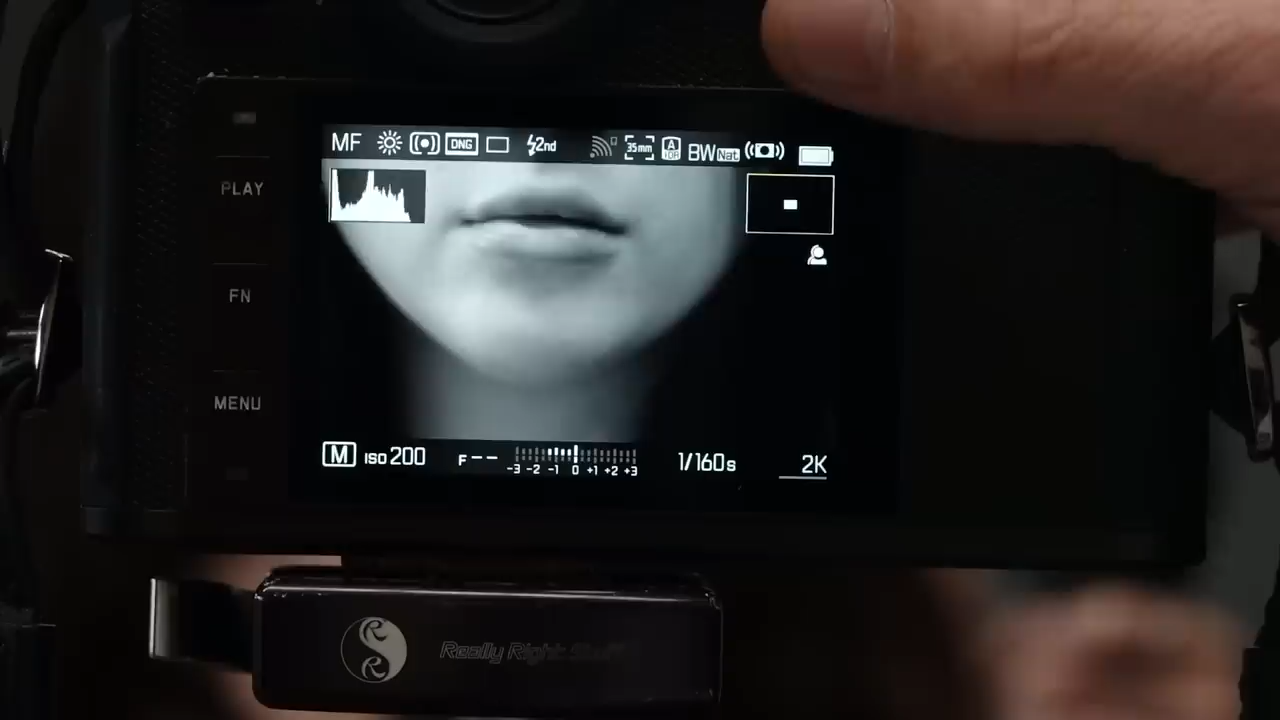 MF DNG 2nd 35mm A 1DR BW Nat
PLAY
FN
MENU
M ISO 200 F-- -3 -2 -1 0 +1 +2 +3 1/160s 2K
R R Really Right Stuff